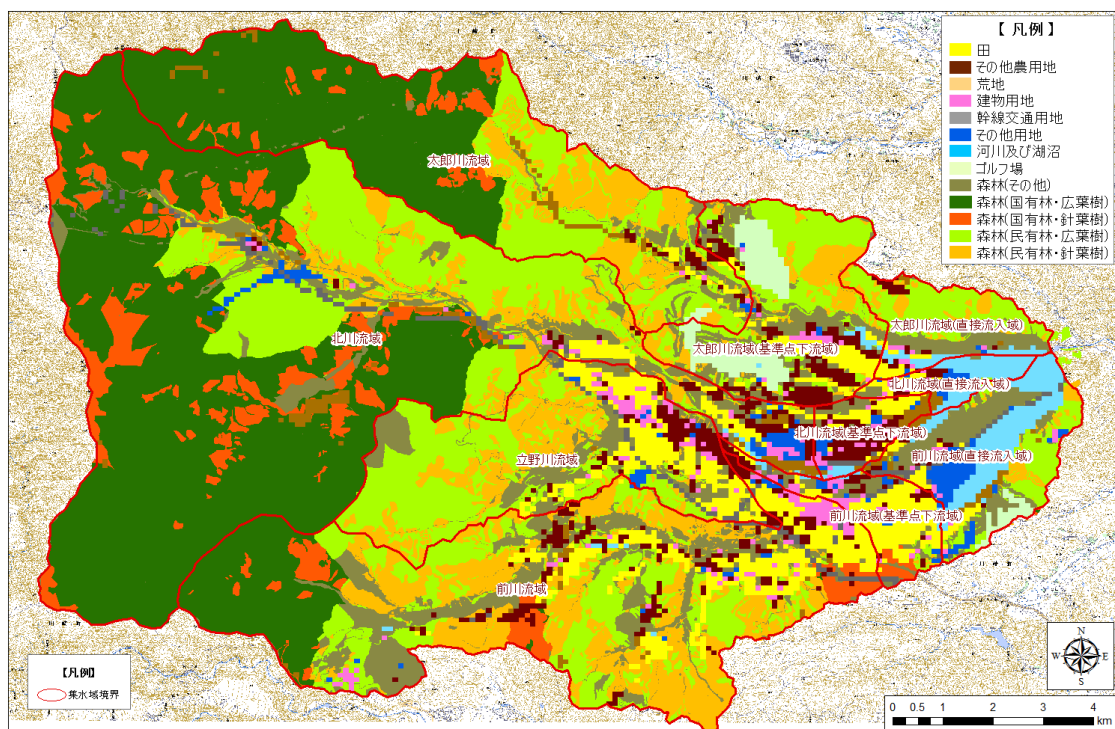 【 凡例 】
田
その他農用地
荒地
建物用地
幹線交通用地
その他用地
河川及び湖沼
ゴルフ場
森林(その他)
森林(国有林・広葉樹)
森林(国有林・針葉樹)
森林(民有林・広葉樹)
森林(民有林・針葉樹)
太郎川流域
太郎川流域(直接流入域)
北川流域
太郎川流域(基準点下流域)
北川流域(直接流入域)
北川流域(基準点下流域)
立野川流域
前川流域(直接流入域)
前川流域(基準点下流域)
前川流域
【凡例】
集水域境界
N
W
E
S
0 0.5 1 2 3 4
km